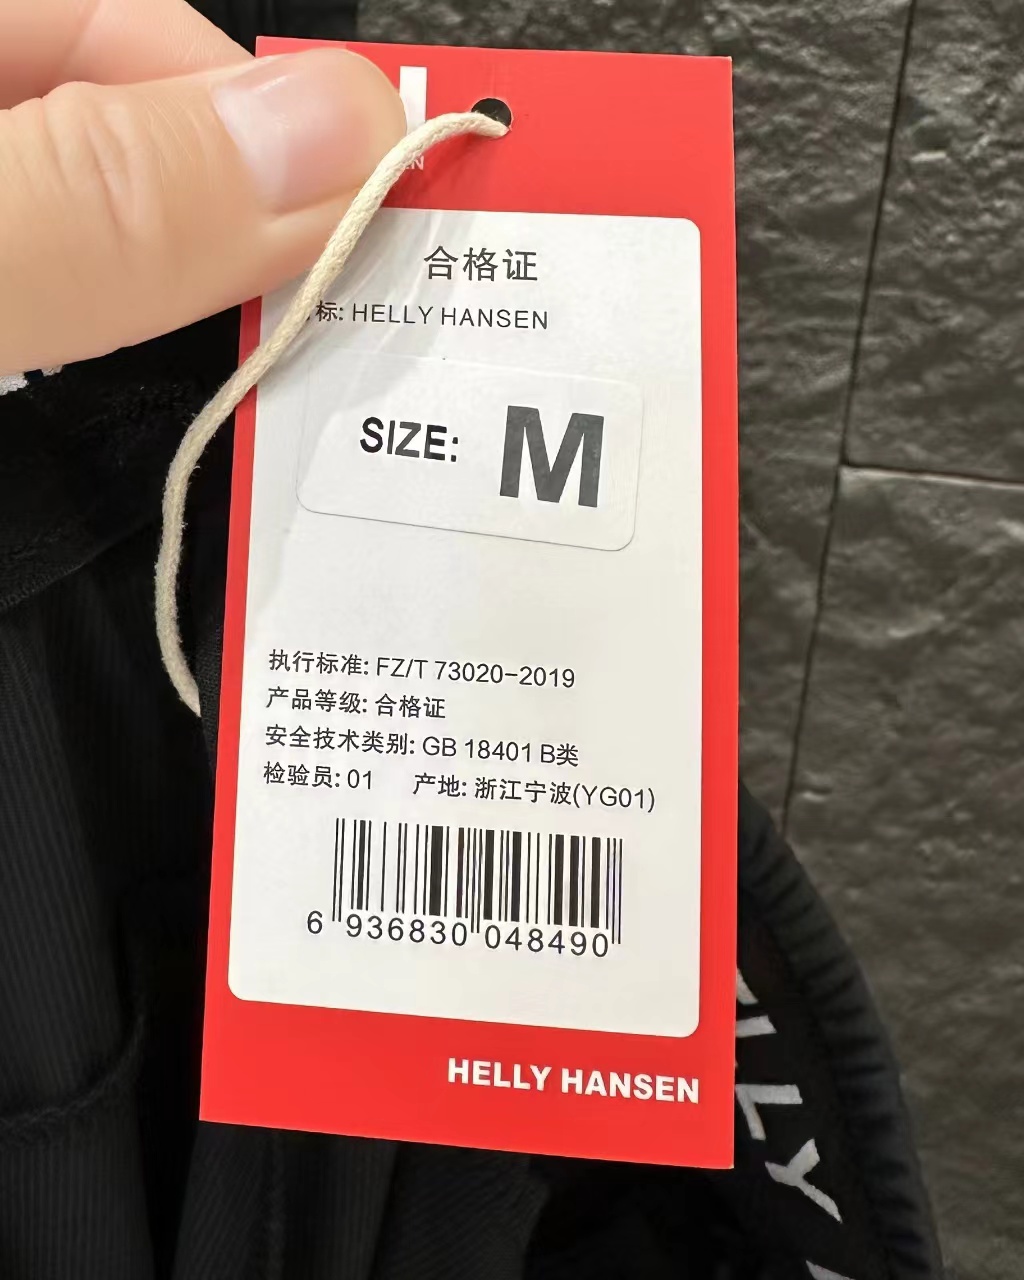 合格证
标: HELLY HANSEN
SIZE: M
执行标准: FZ/T 73020-2019
产品等级: 合格证
安全技术类别: GB 18401 B类
检验员: 01 产地: 浙江宁波(YG01)
6 936830 048490
HELLY HANSEN
LLY